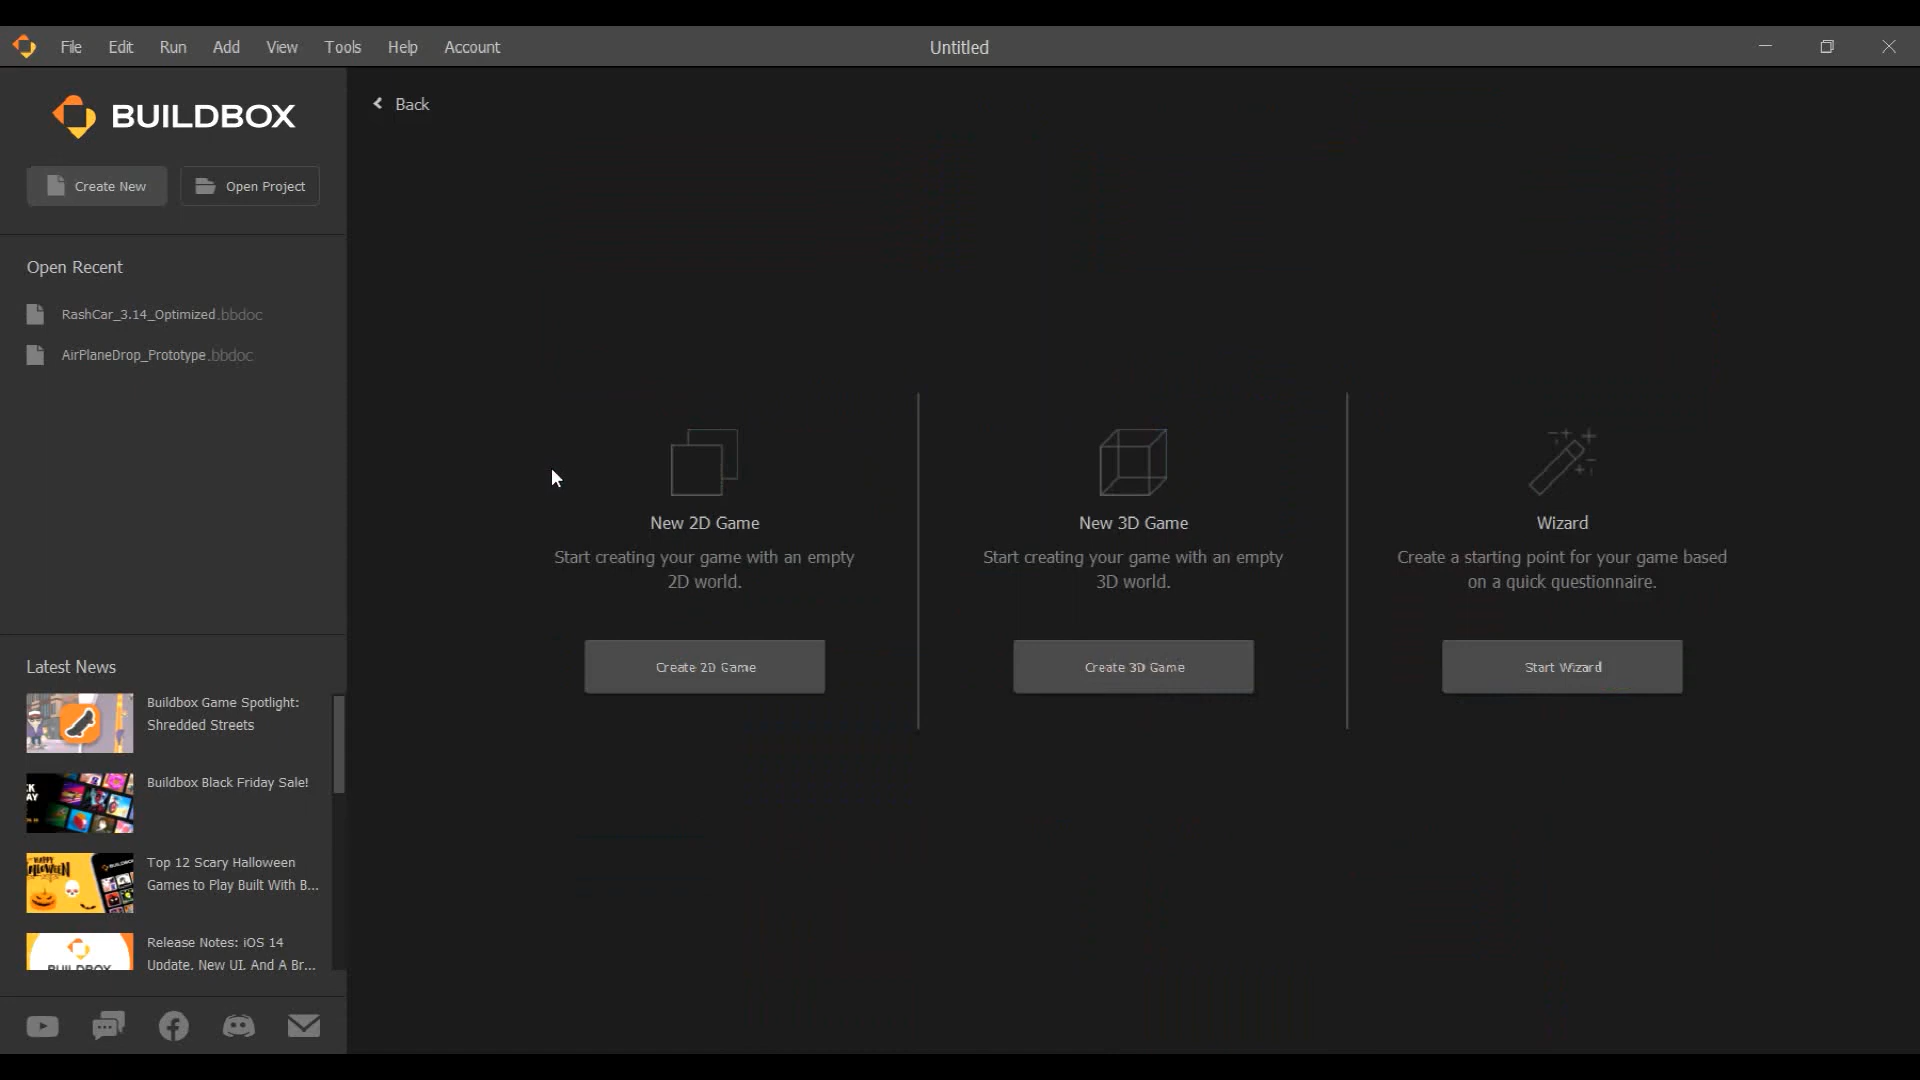 File Edit Run Add View Tools Help Account Untitled
BUILDBOX
Create New Open Project
Open Recent
RashCar_3.14_Optimized.bbdoc
AirPlaneDrop_Prototype.bbdoc
Back
New 2D Game
Start creating your game with an empty
2D world.
Create 2D Game
New 3D Game
Start creating your game with an empty
3D world.
Create 3D Game
Wizard
Create a starting point for your game based
on a quick questionnaire.
Start Wizard
Latest News
Buildbox Game Spotlight:
Shredded Streets
Buildbox Black Friday Sale!
Top 12 Scary Halloween
Games to Play Built With B...
Release Notes: iOS 14
Update, New UI, And A Br...